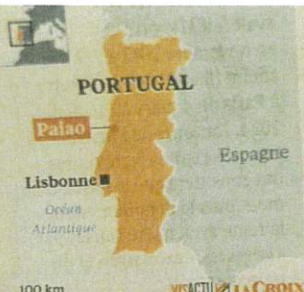 PORTUGAL
Palao
Espagne
Lisbonne
Océan
Atlantique
100 km
VISACTU LA CROIX